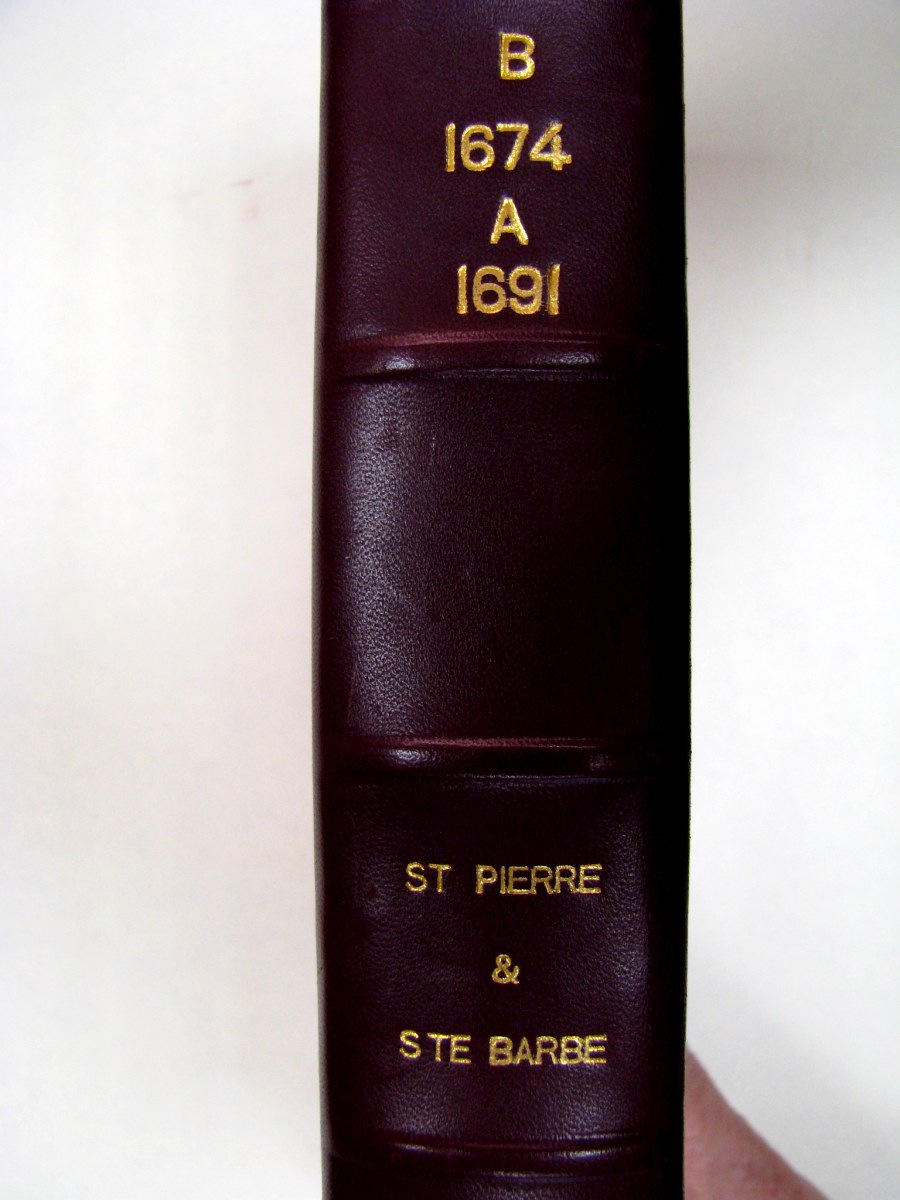 B
1674
A
1691
ST PIERRE
&
STE BARBE